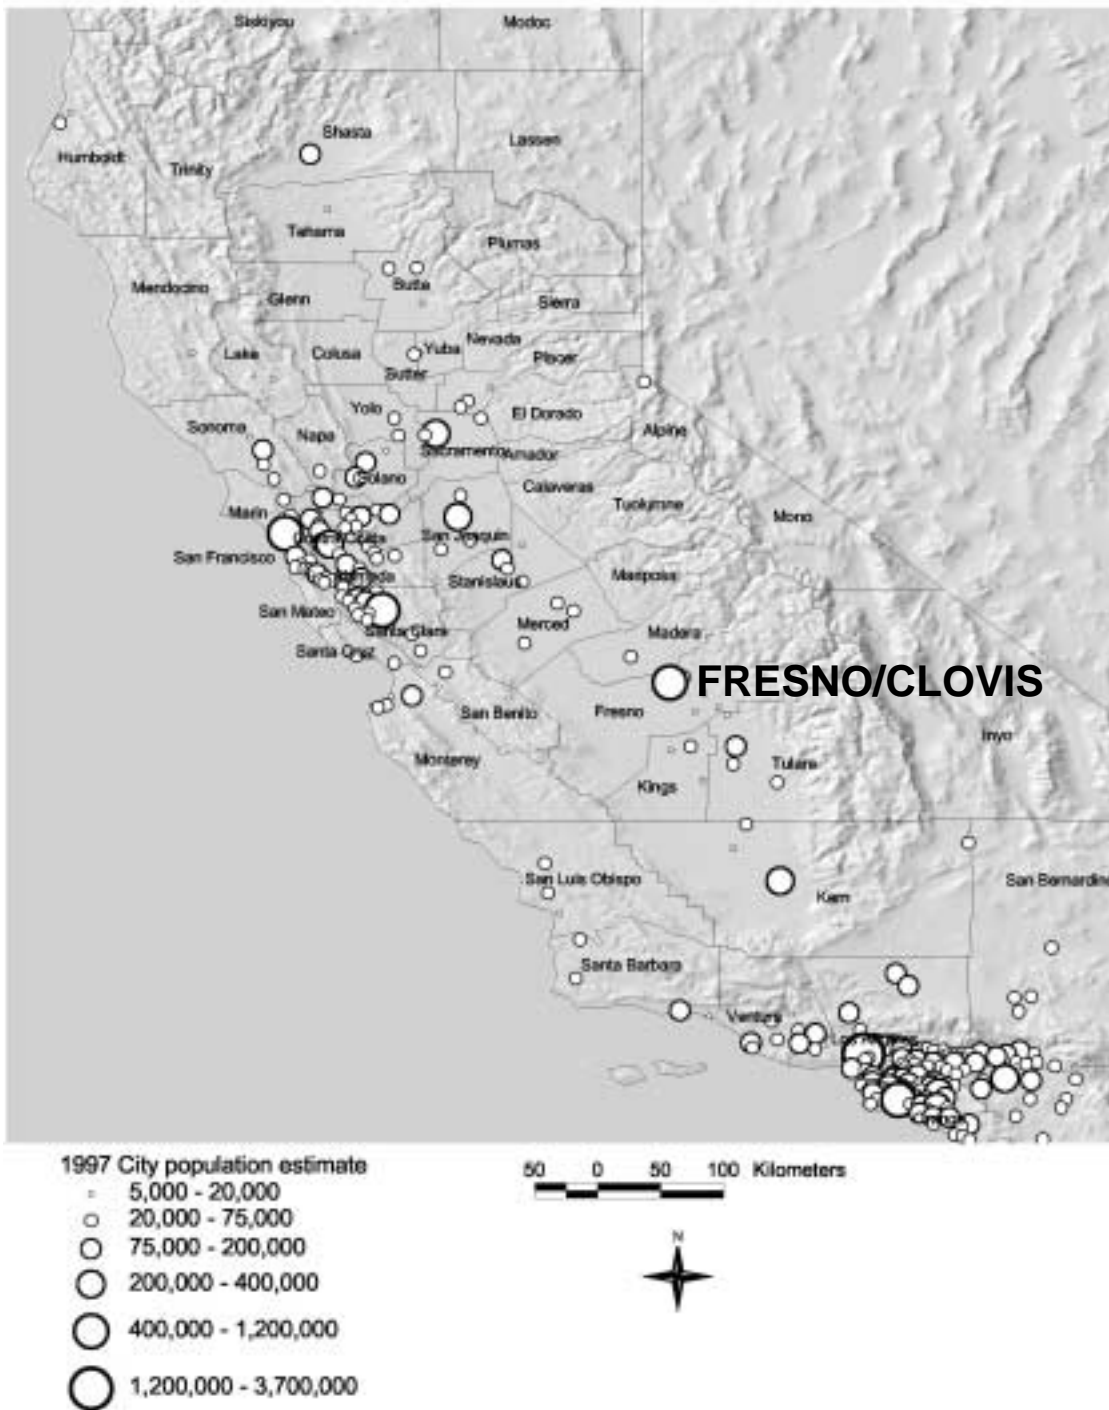 Siskiyou
Modoc
Shasta
Lassen
Humboldt
Trinity
Tehama
Plumas
Mendocino
Glenn
Butte
Sierra
Lake
Colusa
Yuba
Nevada
Placer
Sutter
Yolo
El Dorado
Sonoma
Napa
Alpine
Sacramento
Amador
Solano
Calaveras
Marin
Tuolumne
Mono
San Francisco
Contra Costa
San Joaquin
Alameda
Stanislaus
Mariposa
San Mateo
Merced
Madera
Santa Clara
Santa Cruz
FRESNO/CLOVIS
San Benito
Fresno
Inyo
Monterey
Tulare
Kings
San Luis Obispo
Kern
San Bernardino
Santa Barbara
Ventura
Los Angeles
1997 City population estimate
5,000 - 20,000
20,000 - 75,000
75,000 - 200,000
200,000 - 400,000
400,000 - 1,200,000
1,200,000 - 3,700,000
50 0 50 100 Kilometers
N